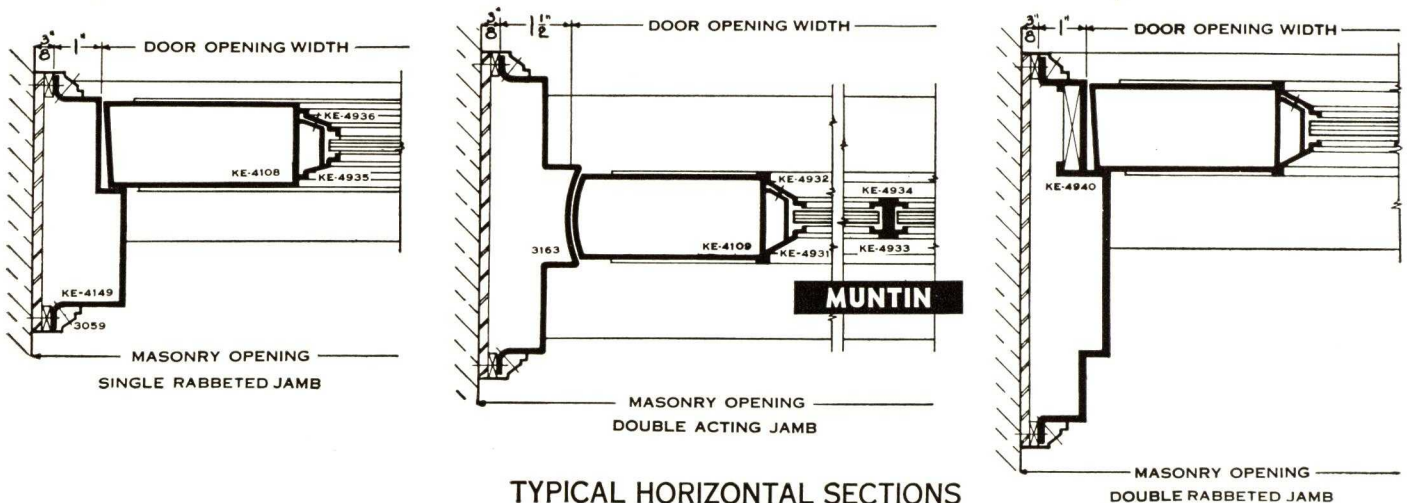 3"
8
1"
DOOR OPENING WIDTH
KE-4936
KE-4108
KE-4935
KE-4149
3059
MASONRY OPENING
SINGLE RABBETED JAMB
3"
8
1 1/2"
DOOR OPENING WIDTH
KE-4932
KE-4934
3163
KE-4109
KE-4931
KE-4933
MUNTIN
MASONRY OPENING
DOUBLE ACTING JAMB
3"
8
1"
DOOR OPENING WIDTH
KE-4940
MASONRY OPENING
DOUBLE RABBETED JAMB
TYPICAL HORIZONTAL SECTIONS